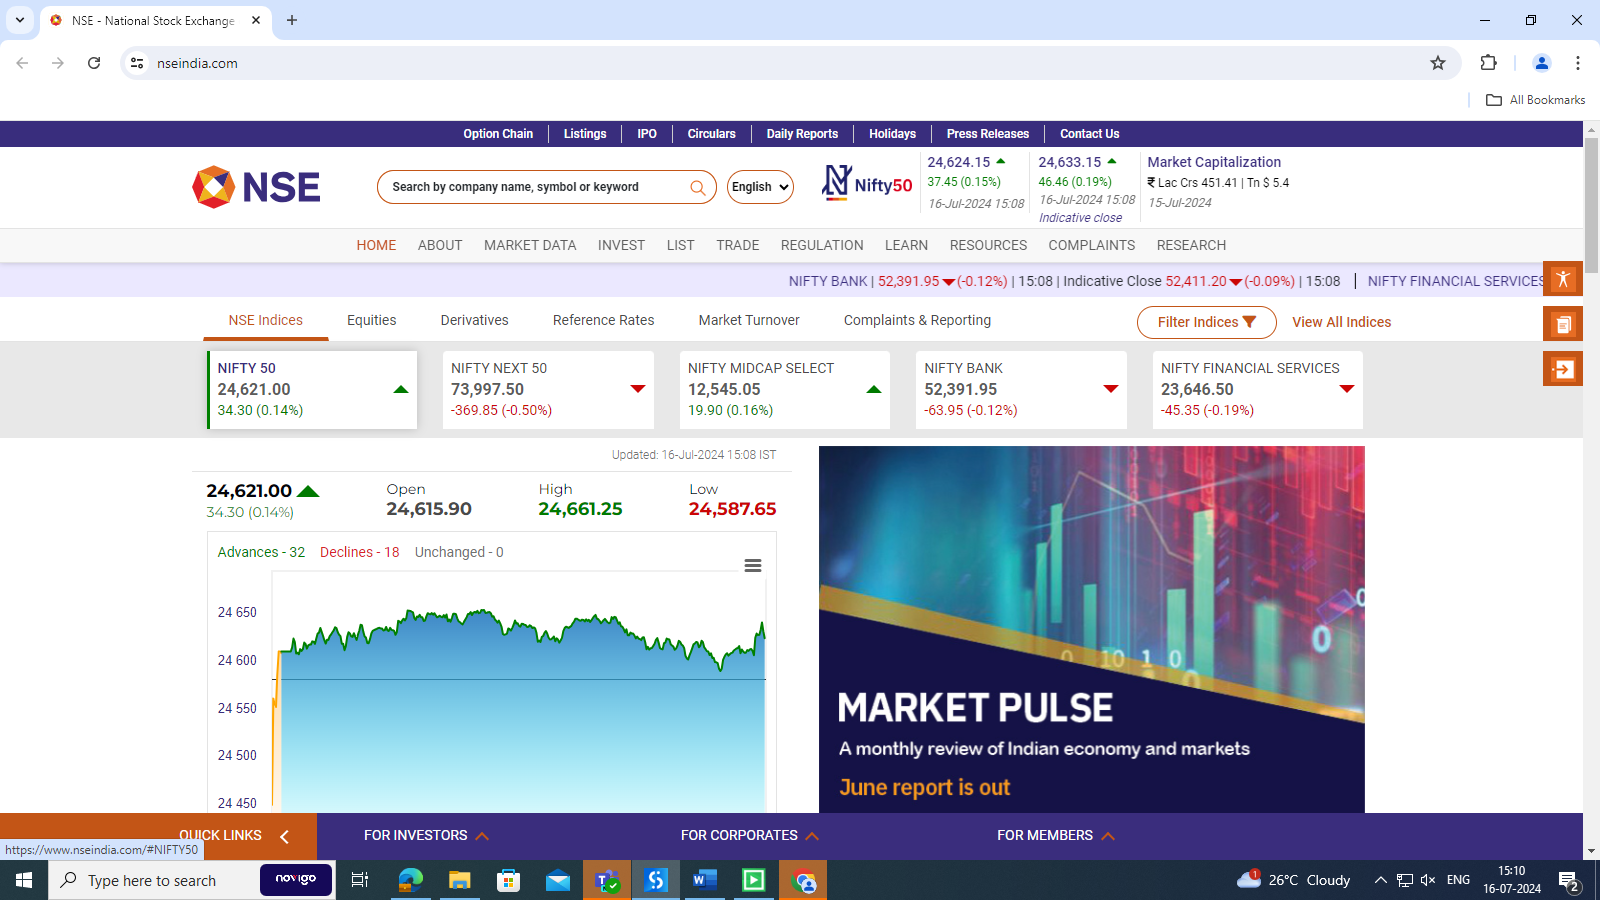 NSE - National Stock Exchange
nseindia.com
All Bookmarks
Option Chain
Listings
IPO
Circulars
Daily Reports
Holidays
Press Releases
Contact Us
NSE
Search by company name, symbol or keyword
English
Nifty50
24,624.15
37.45 (0.15%)
16-Jul-2024 15:08
24,633.15
46.46 (0.19%)
16-Jul-2024 15:08
Indicative close
Market Capitalization
₹ Lac Crs 451.41 | Tn $ 5.4
15-Jul-2024
HOME
ABOUT
MARKET DATA
INVEST
LIST
TRADE
REGULATION
LEARN
RESOURCES
COMPLAINTS
RESEARCH
NIFTY BANK | 52,391.95 (-0.12%) | 15:08 | Indicative Close 52,411.20 (-0.09%) | 15:08 | NIFTY FINANCIAL SERVICES
NSE Indices
Equities
Derivatives
Reference Rates
Market Turnover
Complaints & Reporting
Filter Indices
View All Indices
NIFTY 50
24,621.00
34.30 (0.14%)
NIFTY NEXT 50
73,997.50
-369.85 (-0.50%)
NIFTY MIDCAP SELECT
12,545.05
19.90 (0.16%)
NIFTY BANK
52,391.95
-63.95 (-0.12%)
NIFTY FINANCIAL SERVICES
23,646.50
-45.35 (-0.19%)
Updated: 16-Jul-2024 15:08 IST
24,621.00
34.30 (0.14%)
Open
24,615.90
High
24,661.25
Low
24,587.65
Advances - 32
Declines - 18
Unchanged - 0
24 650
24 600
24 550
24 500
24 450
0
0
0 10 1 0
0
MARKET PULSE
A monthly review of Indian economy and markets
June report is out
QUICK LINKS
FOR INVESTORS
FOR CORPORATES
FOR MEMBERS
https://www.nseindia.com/#NIFTY50
Type here to search
novigo
1
26°C Cloudy
ENG
15:10
16-07-2024
2